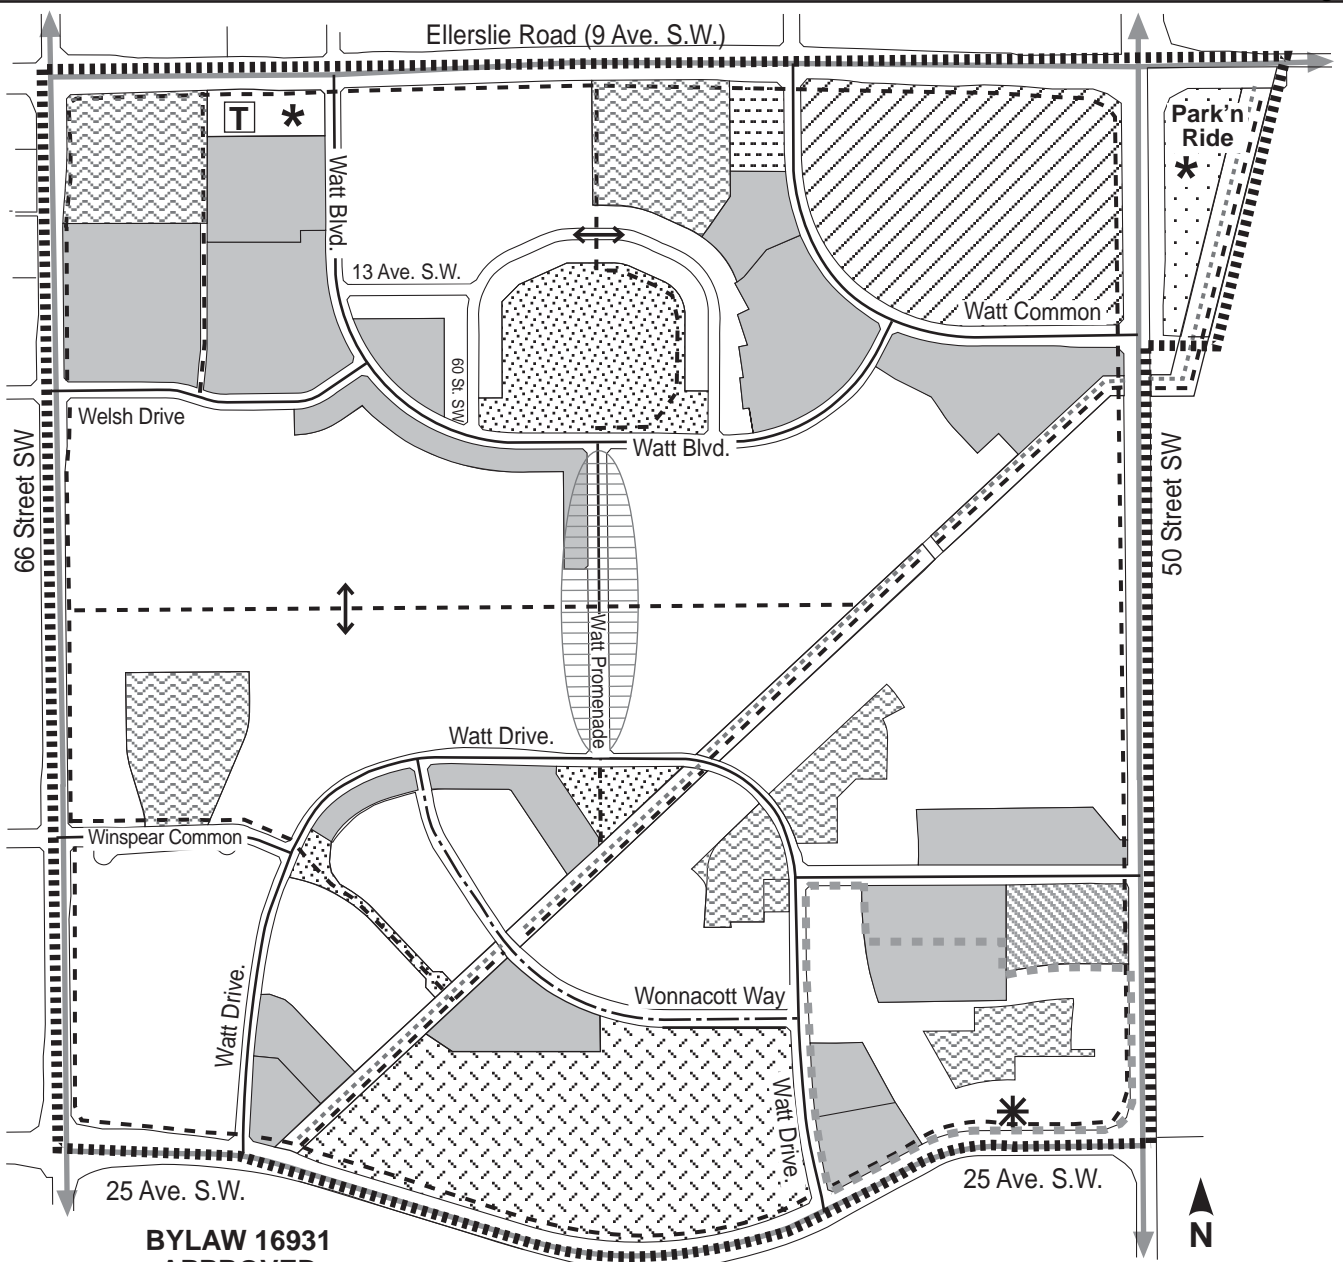 Ellerslie Road (9 Ave. S.W.)
T
Park'n
Ride
Watt Blvd.
13 Ave. S.W.
Watt Common
60 St. SW
Welsh Drive
Watt Blvd.
66 Street SW
50 Street SW
Watt Promenade
Watt Drive.
Winspear Common
Watt Drive.
Wonnacott Way
Watt Drive
25 Ave. S.W.
25 Ave. S.W.
N
BYLAW 16931
APPROVED